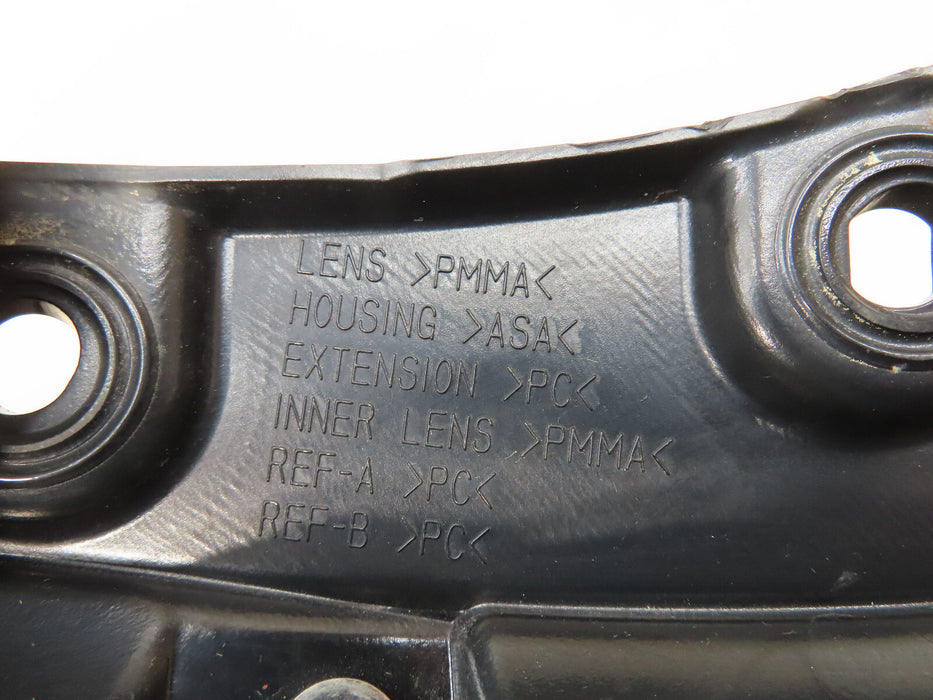 LENS >PMMA<
HOUSING >ASA<
EXTENSION >PC<
INNER LENS >PMMA<
REF-A >PC<
REF-B >PC<